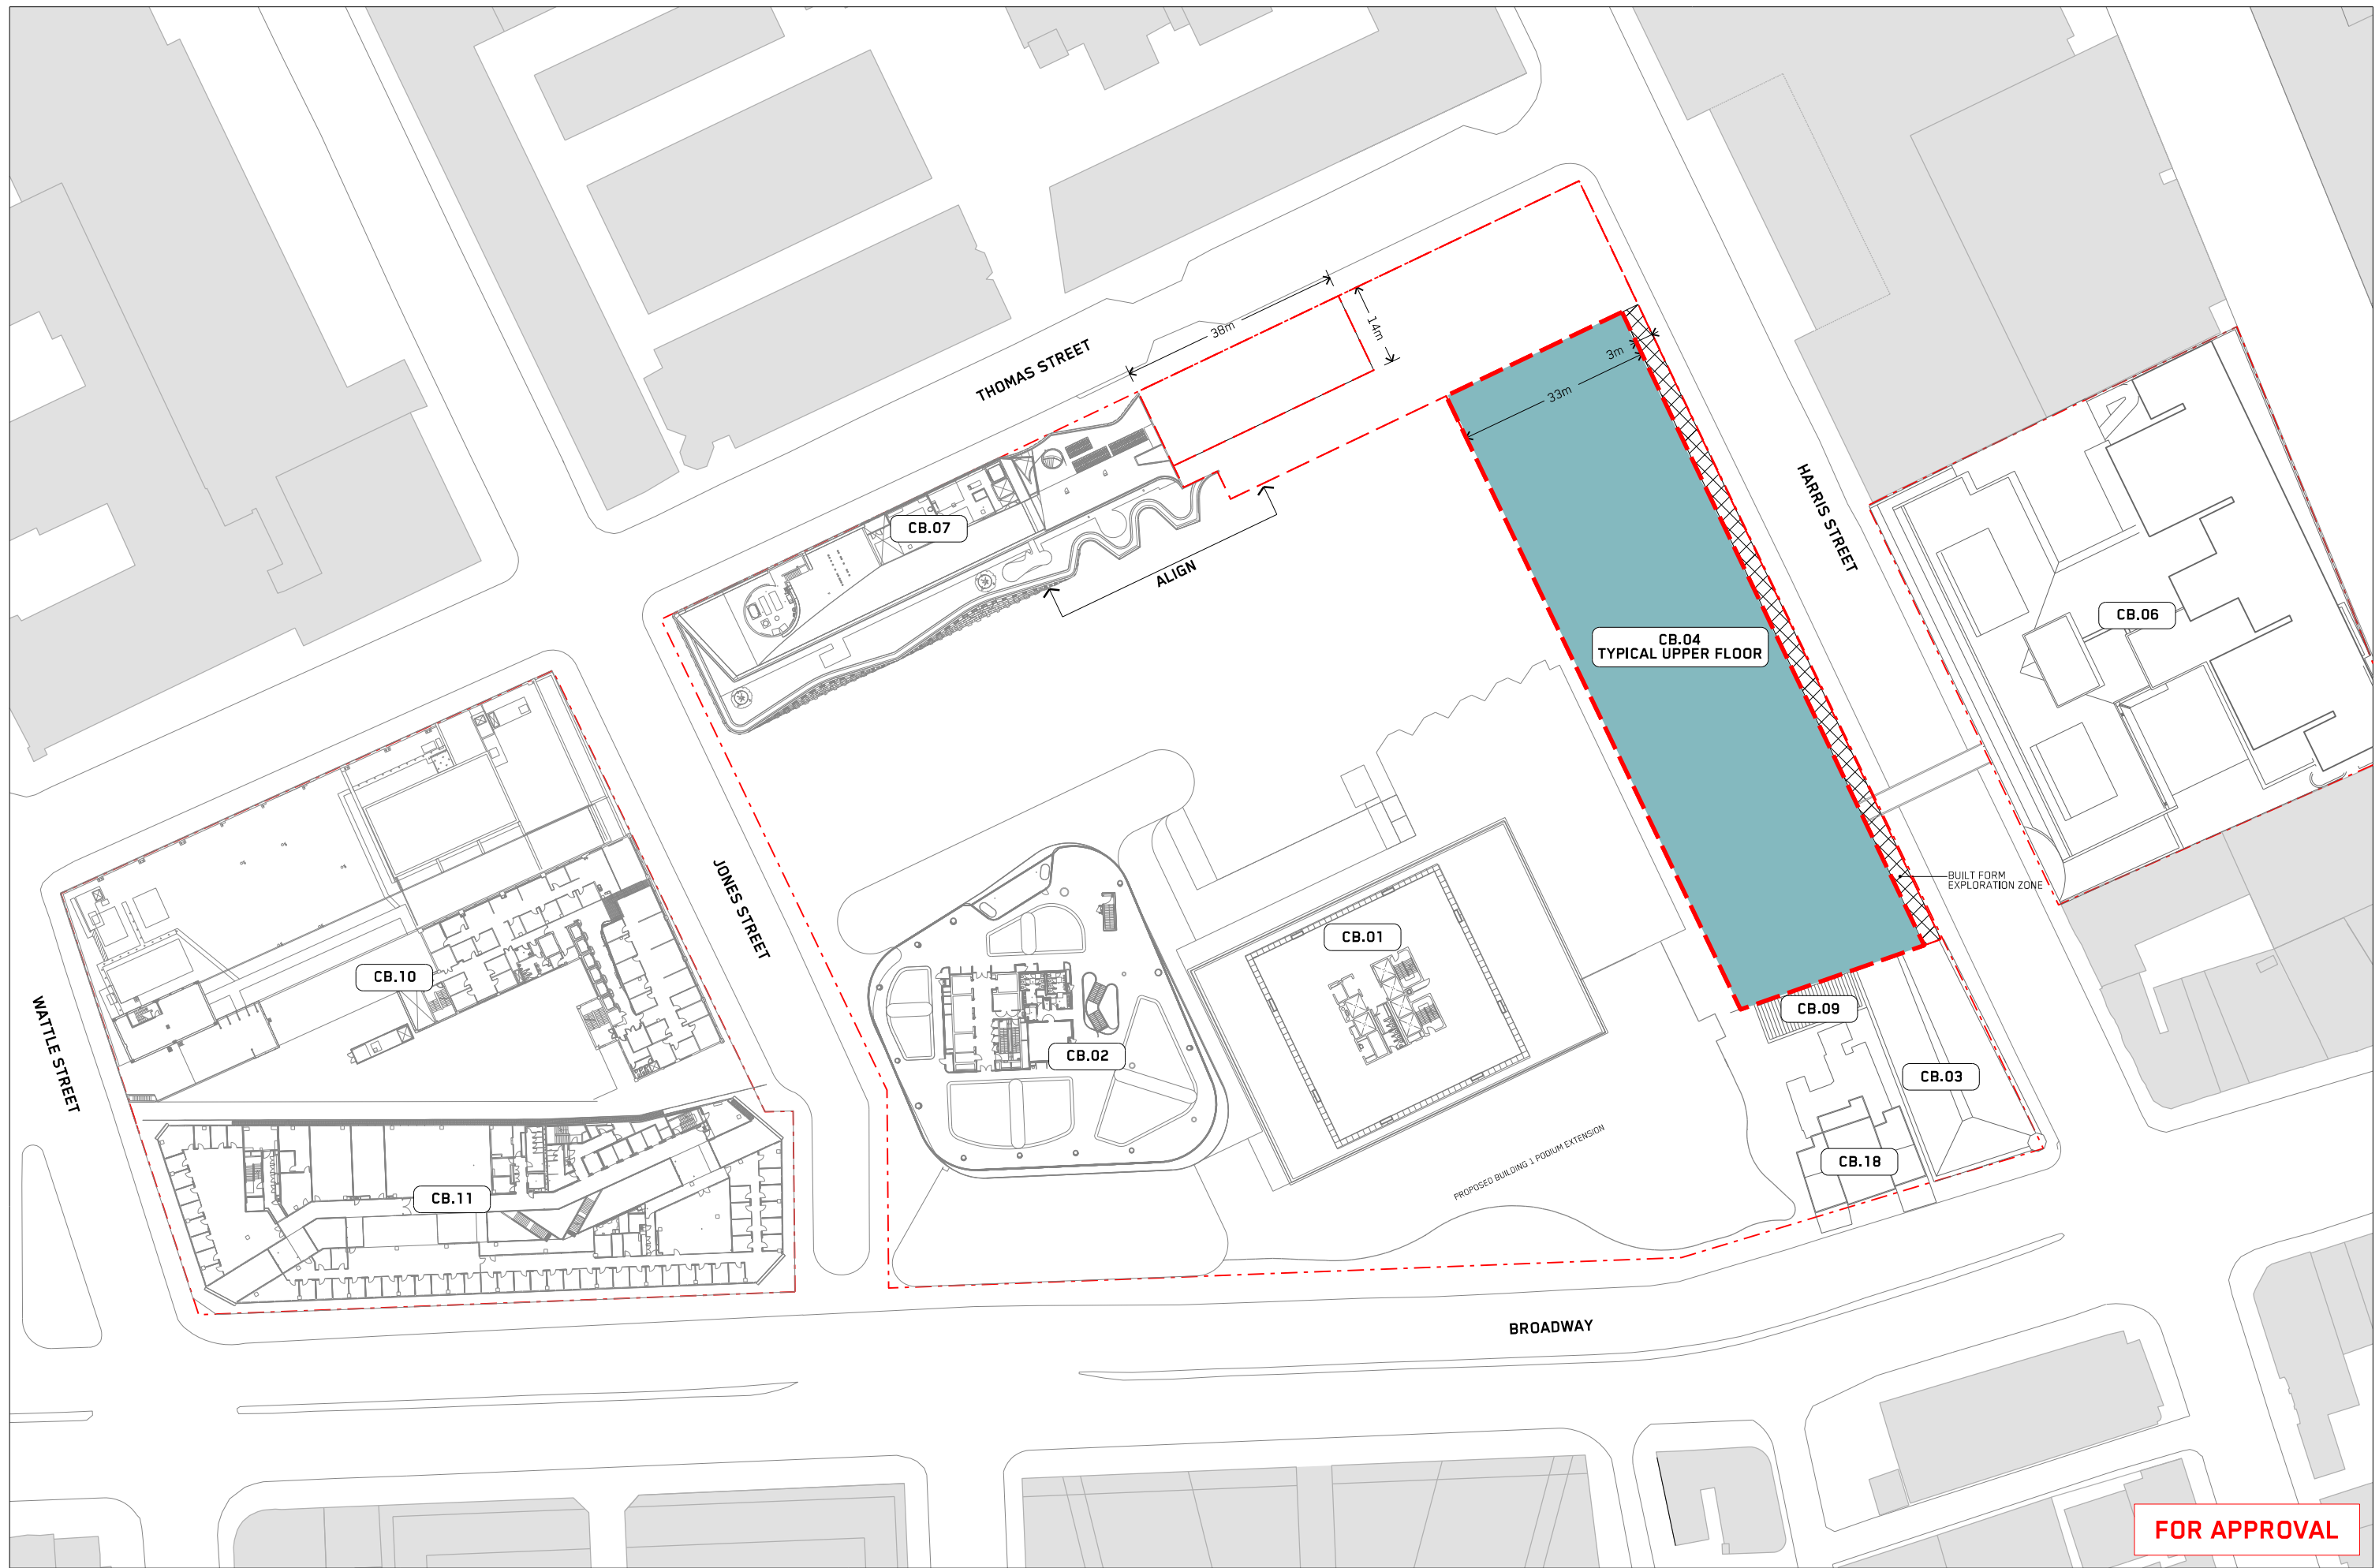 38m
14m
THOMAS STREET
3m
33m
HARRIS STREET
CB.07
ALIGN
CB.06
CB.04
TYPICAL UPPER FLOOR
JONES STREET
BUILT FORM
EXPLORATION ZONE
CB.01
CB.10
WATTLE STREET
CB.09
CB.02
CB.03
CB.18
PROPOSED BUILDING 1 PODIUM EXTENSION
CB.11
BROADWAY
FOR APPROVAL